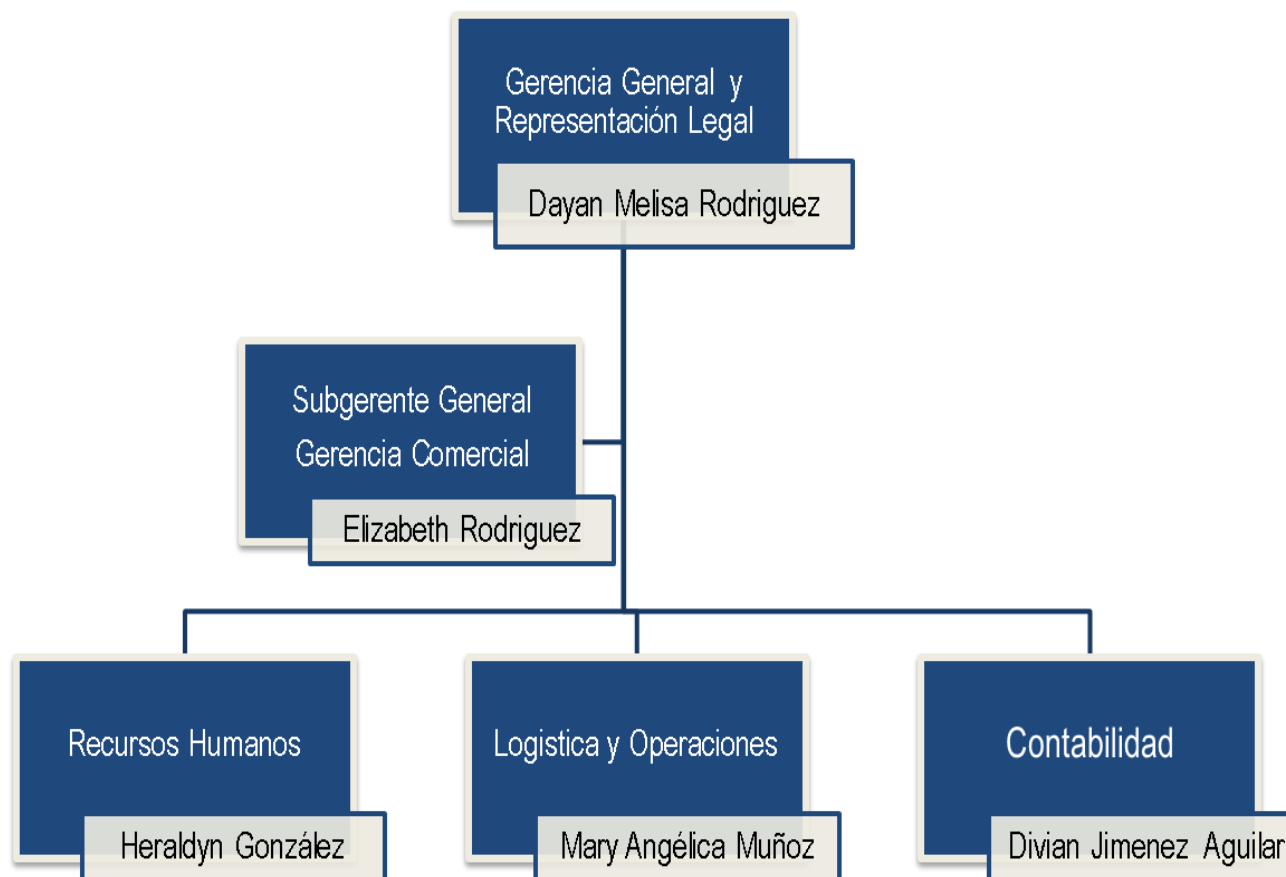 Gerencia General y
Representación Legal
Dayan Melisa Rodriguez
Subgerente General
Gerencia Comercial
Elizabeth Rodriguez
Recursos Humanos
Heraldyn González
Logistica y Operaciones
Mary Angélica Muñoz
Contabilidad
Divian Jimenez Aguilar